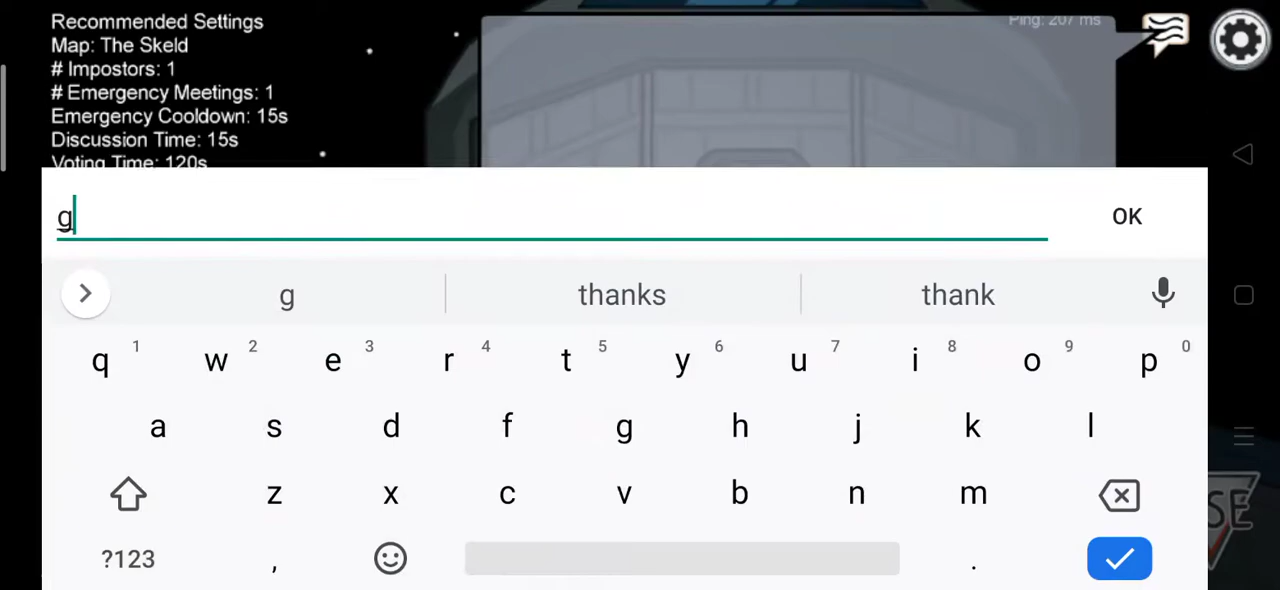 Recommended Settings
Map: The Skeld
# Impostors: 1
# Emergency Meetings: 1
Emergency Cooldown: 15s
Discussion Time: 15s
Voting Time: 120s
Ping: 207 ms
g
OK
g thanks thank
1 2 3 4 5 6 7 8 9 0
q w e r t y u i o p
a s d f g h j k l
z x c v b n m
?123 , .
SE